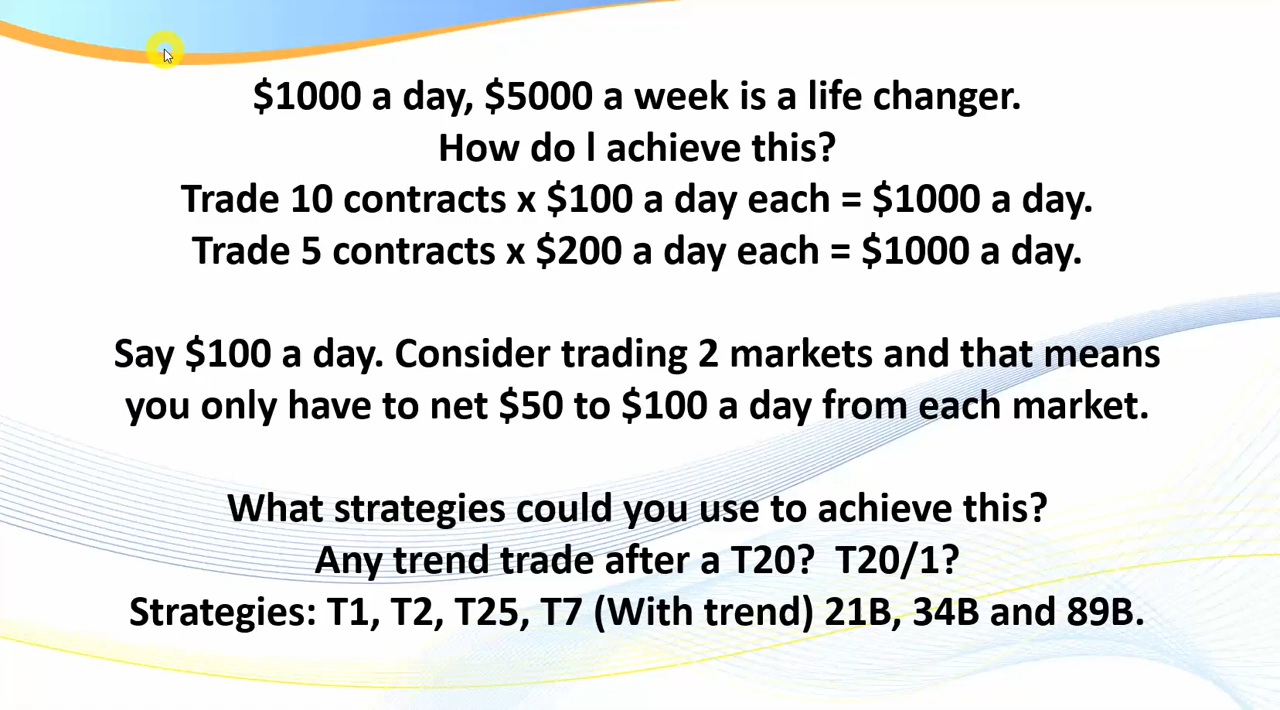 $1000 a day, $5000 a week is a life changer.
How do l achieve this?
Trade 10 contracts x $100 a day each = $1000 a day.
Trade 5 contracts x $200 a day each = $1000 a day.
Say $100 a day. Consider trading 2 markets and that means
you only have to net $50 to $100 a day from each market.
What strategies could you use to achieve this?
Any trend trade after a T20?  T20/1?
Strategies: T1, T2, T25, T7 (With trend) 21B, 34B and 89B.